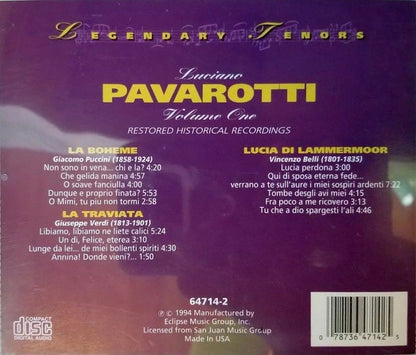 Legendary Tenors
Luciano
PAVAROTTI
Volume One
RESTORED HISTORICAL RECORDINGS
LA BOHEME
Giacomo Puccini (1858-1924)
Non sono in vena... chi e la? 4:20
Che gelida manina 4:57
O soave fanciulla 4:00
Dunque e proprio finata? 5:53
O Mimi, tu piu non torni 2:58
LA TRAVIATA
Giuseppe Verdi (1813-1901)
Libiamo, libiamo ne liete calici 5:24
Un di, Felice, eterea 3:10
Lunge da lei... de miei bollenti spiriti 4:30
Annina! Donde vieni?...1:50
LUCIA DI LAMMERMOOR
Vincenzo Belli (1801-1835)
Lucia perdona 3:00
Qui di sposa eterna fede...
verrano a te sull'aure i miei sospiri ardenti 7:22
Tombe desgli avi miei 4:15
Fra poco a me ricovero 3:13
Tu che a dio spargesti l'ali 4:46
64714-2
℗ © 1994 Manufactured by
Eclipse Music Group, Inc.
Licensed from San Juan Music Group
Made In USA
COMPACT
disc
DIGITAL AUDIO
0 78736 47142 5